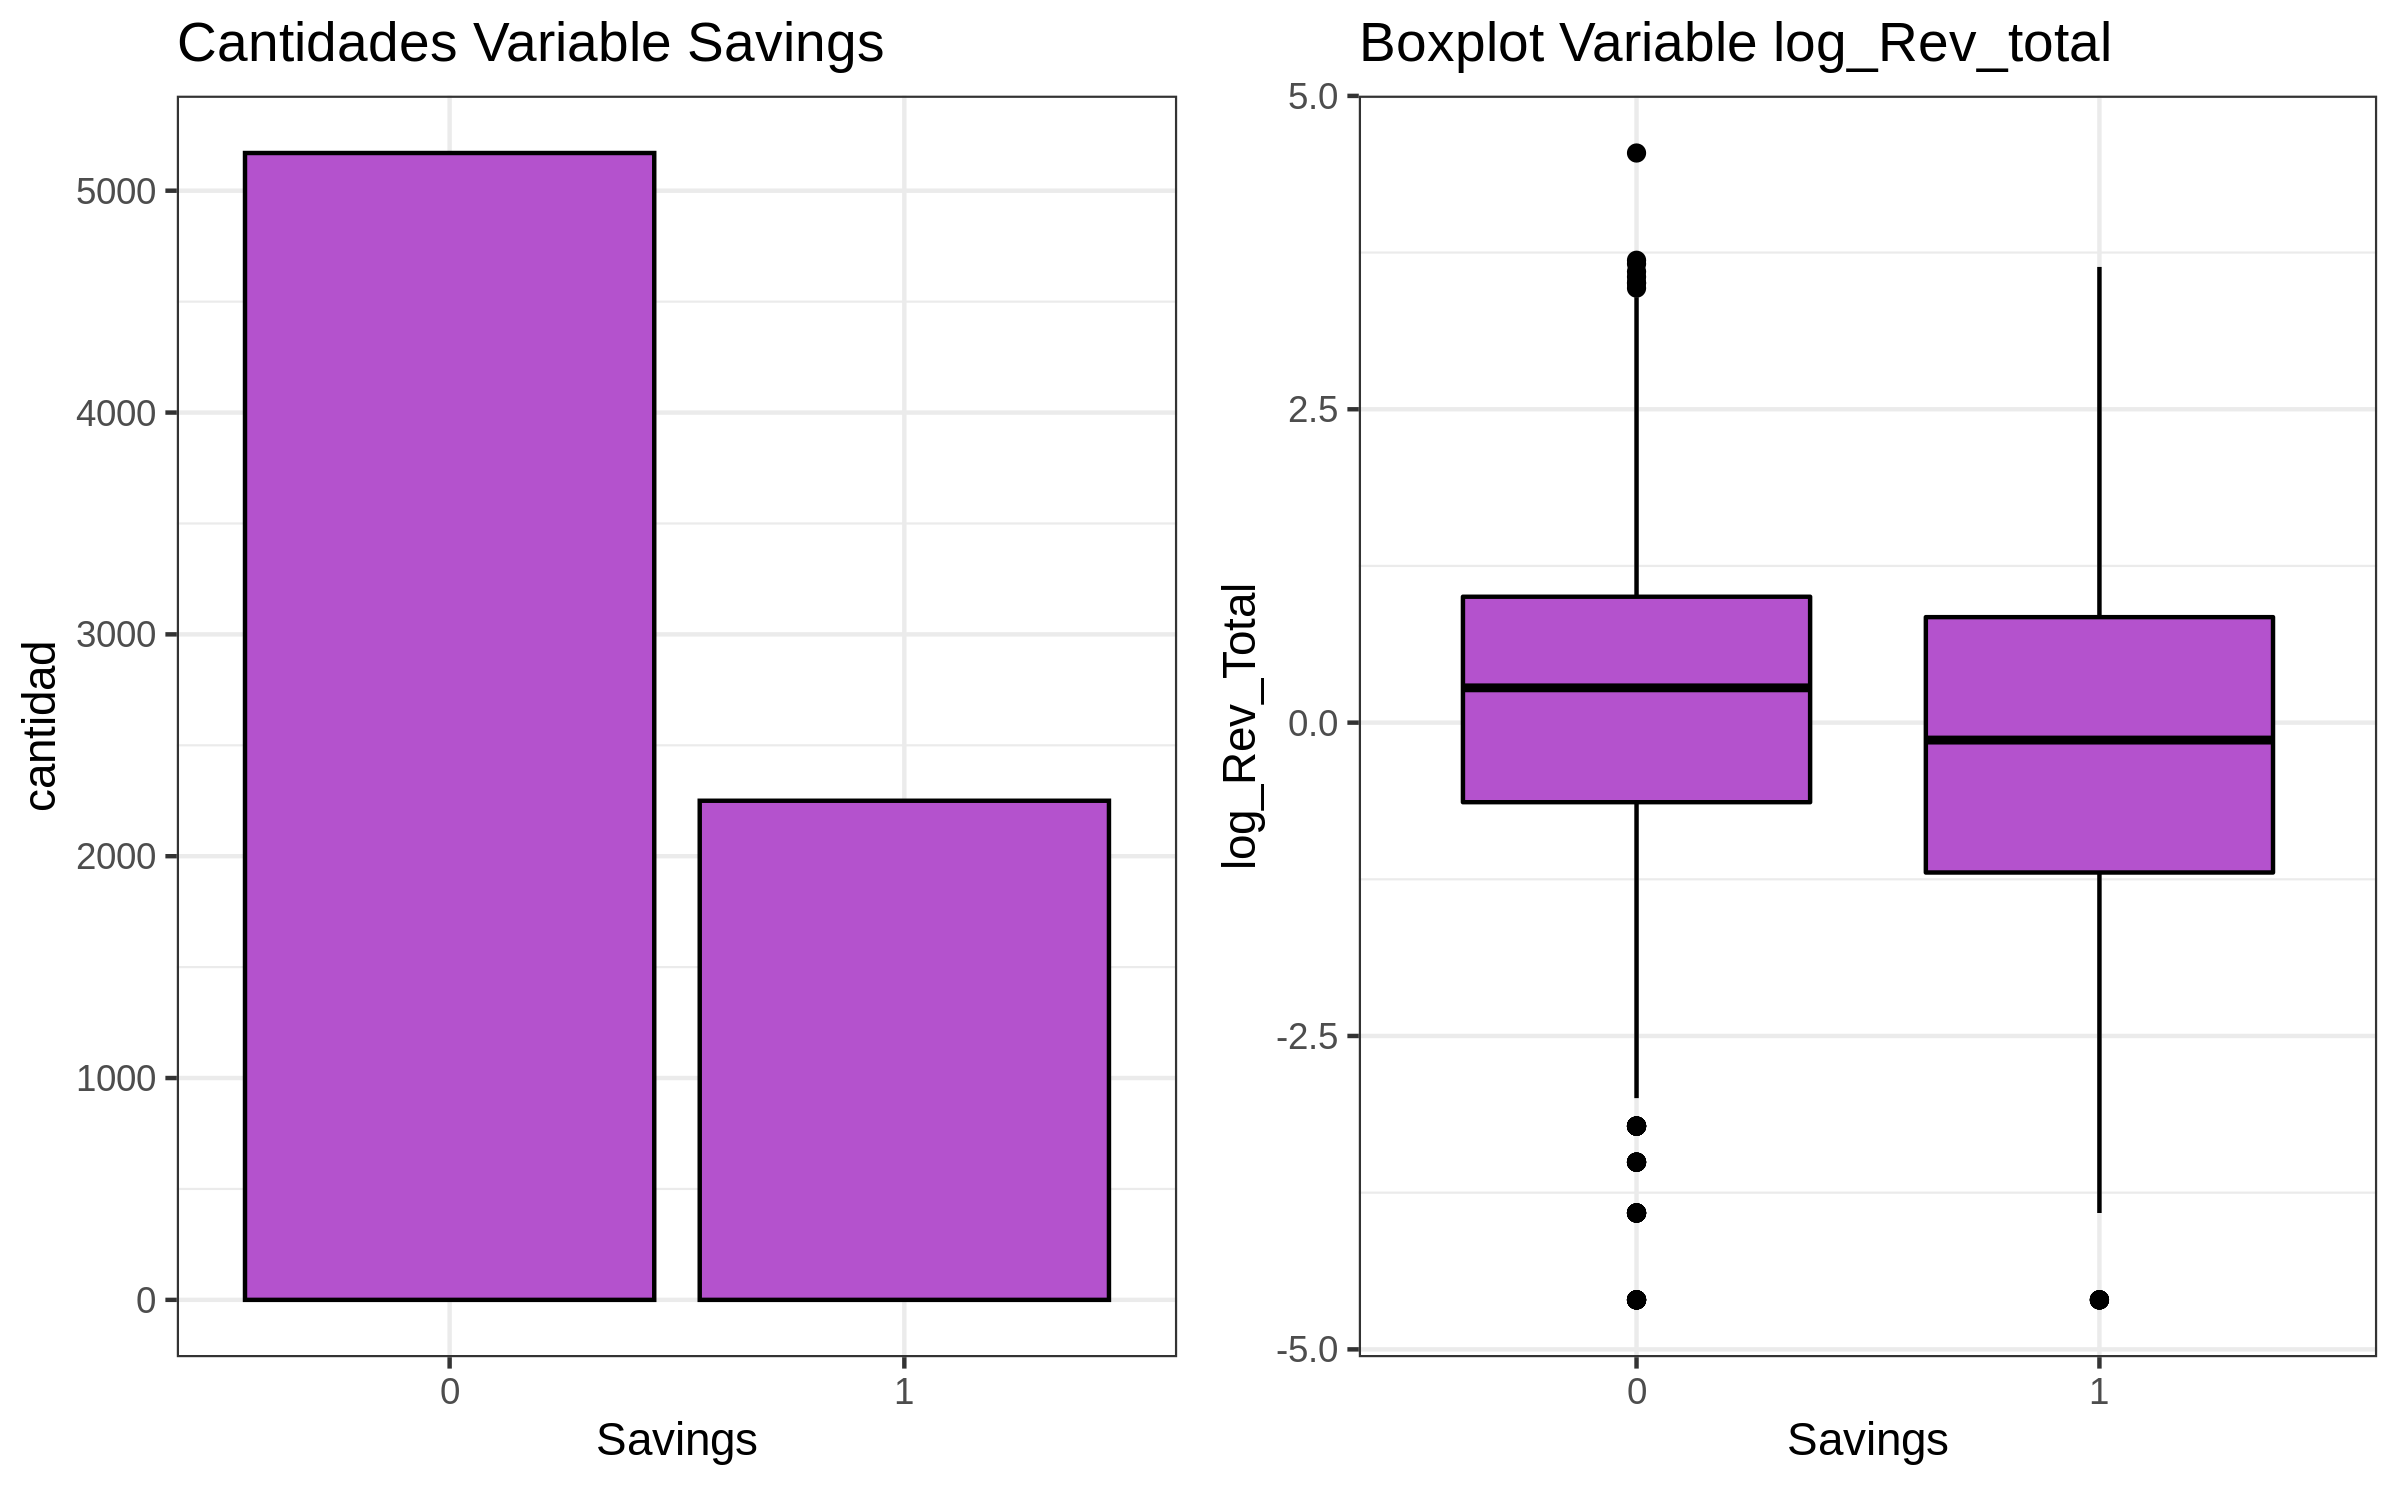 Cantidades Variable Savings
cantidad
5000
4000
3000
2000
1000
0
0 1
Savings
Boxplot Variable log_Rev_total
log_Rev_Total
5.0
2.5
0.0
-2.5
-5.0
0 1
Savings